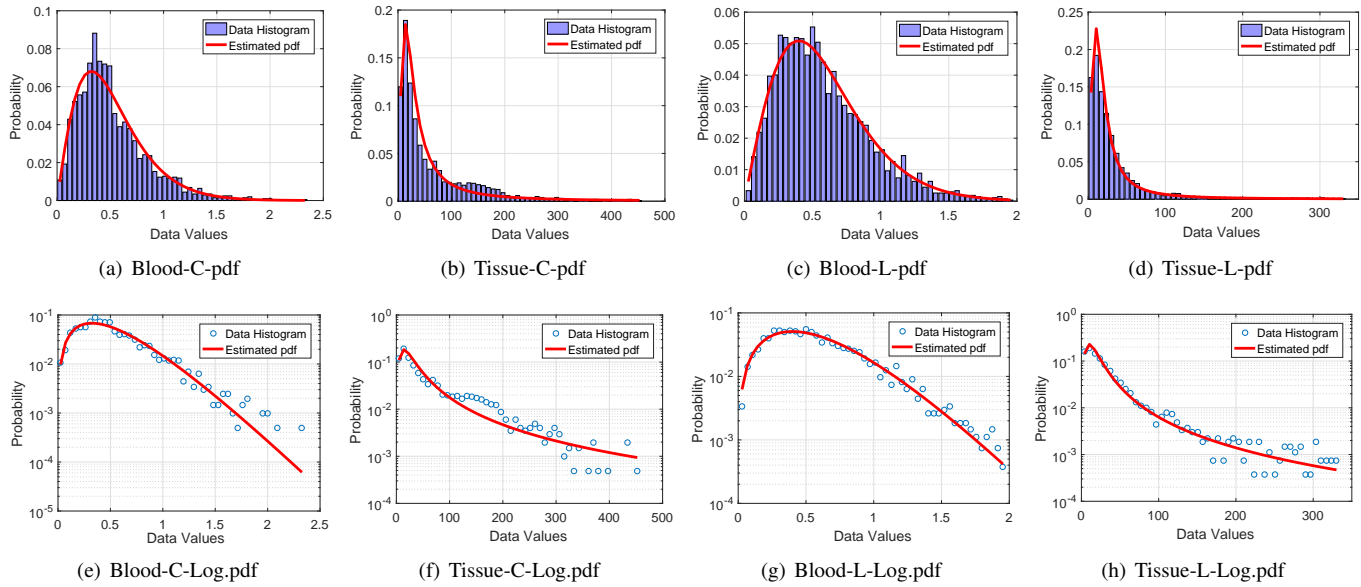 0.1
0.08
0.06
0.04
0.02
0
Probability
0 0.5 1 1.5 2 2.5
Data Values
Data Histogram
Estimated pdf
(a) Blood-C-pdf
0.2
0.15
0.1
0.05
0
Probability
0 100 200 300 400 500
Data Values
Data Histogram
Estimated pdf
(b) Tissue-C-pdf
0.06
0.05
0.04
0.03
0.02
0.01
0
Probability
0 0.5 1 1.5 2
Data Values
Data Histogram
Estimated pdf
(c) Blood-L-pdf
0.25
0.2
0.15
0.1
0.05
0
Probability
0 100 200 300
Data Values
Data Histogram
Estimated pdf
(d) Tissue-L-pdf
10⁻¹
10⁻²
10⁻³
10⁻⁴
10⁻⁵
Probability
0 0.5 1 1.5 2 2.5
Data Values
Data Histogram
Estimated pdf
(e) Blood-C-Log.pdf
10⁰
10⁻¹
10⁻²
10⁻³
10⁻⁴
Probability
0 100 200 300 400 500
Data Values
Data Histogram
Estimated pdf
(f) Tissue-C-Log.pdf
10⁻¹
10⁻²
10⁻³
10⁻⁴
Probability
0 0.5 1 1.5 2
Data Values
Data Histogram
Estimated pdf
(g) Blood-L-Log.pdf
10⁰
10⁻¹
10⁻²
10⁻³
10⁻⁴
Probability
0 100 200 300
Data Values
Data Histogram
Estimated pdf
(h) Tissue-L-Log.pdf